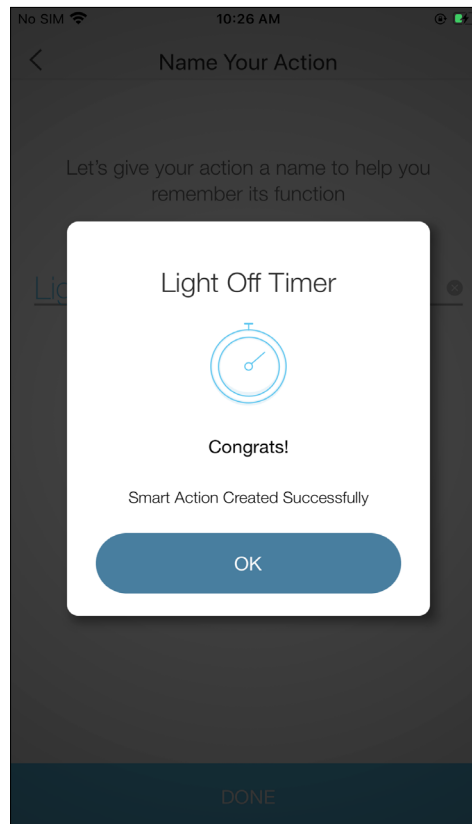 No SIM 10:26 AM
Name Your Action
Let's give your action a name to help you
remember its function
Lig
Light Off Timer
Congrats!
Smart Action Created Successfully
OK
DONE